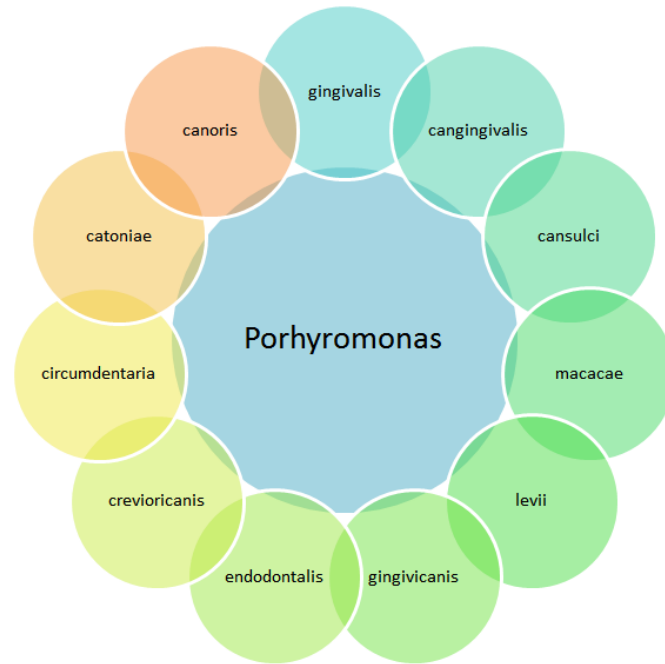 Porhyromonas
gingivalis
cangingivalis
cansulci
macacae
levii
gingivicanis
endodontalis
crevioricanis
circumdentaria
catoniae
canoris